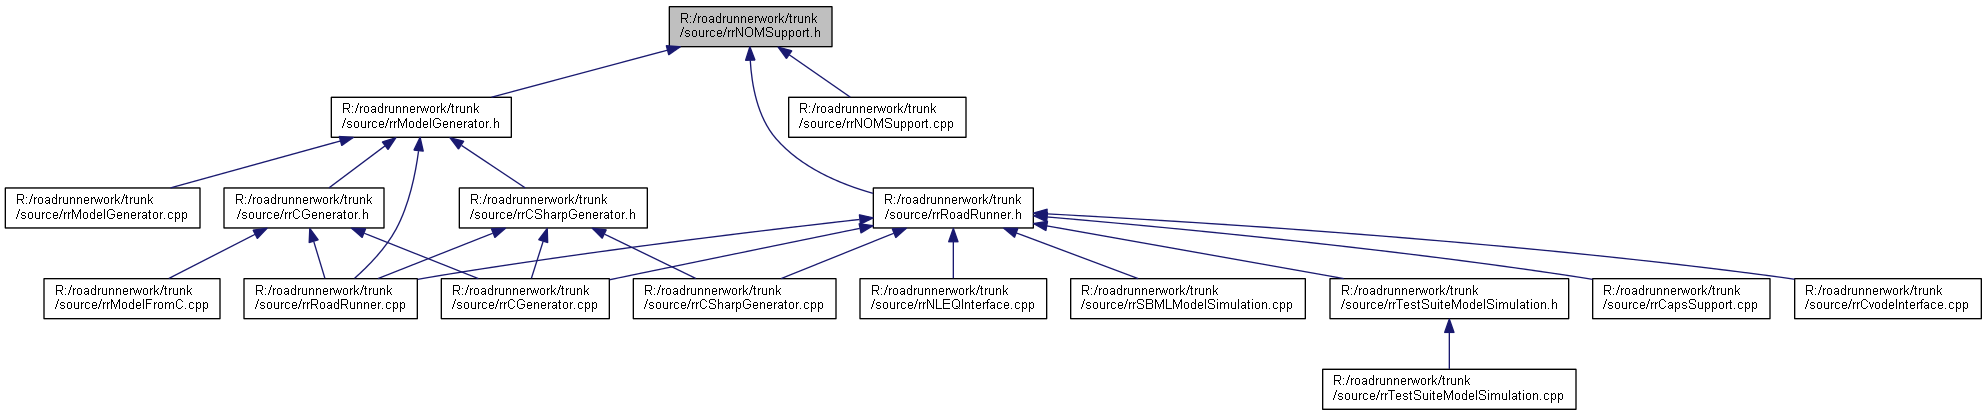 R:/roadrunnerwork/trunk
/source/rrNOMSupport.h
R:/roadrunnerwork/trunk
/source/rrModelGenerator.h
R:/roadrunnerwork/trunk
/source/rrNOMSupport.cpp
R:/roadrunnerwork/trunk
/source/rrModelGenerator.cpp
R:/roadrunnerwork/trunk
/source/rrCGenerator.h
R:/roadrunnerwork/trunk
/source/rrCSharpGenerator.h
R:/roadrunnerwork/trunk
/source/rrRoadRunner.h
R:/roadrunnerwork/trunk
/source/rrModelFromC.cpp
R:/roadrunnerwork/trunk
/source/rrRoadRunner.cpp
R:/roadrunnerwork/trunk
/source/rrCGenerator.cpp
R:/roadrunnerwork/trunk
/source/rrCSharpGenerator.cpp
R:/roadrunnerwork/trunk
/source/rrNLEQInterface.cpp
R:/roadrunnerwork/trunk
/source/rrSBMLModelSimulation.cpp
R:/roadrunnerwork/trunk
/source/rrTestSuiteModelSimulation.h
R:/roadrunnerwork/trunk
/source/rrCapsSupport.cpp
R:/roadrunnerwork/trunk
/source/rrCvodeInterface.cpp
R:/roadrunnerwork/trunk
/source/rrTestSuiteModelSimulation.cpp